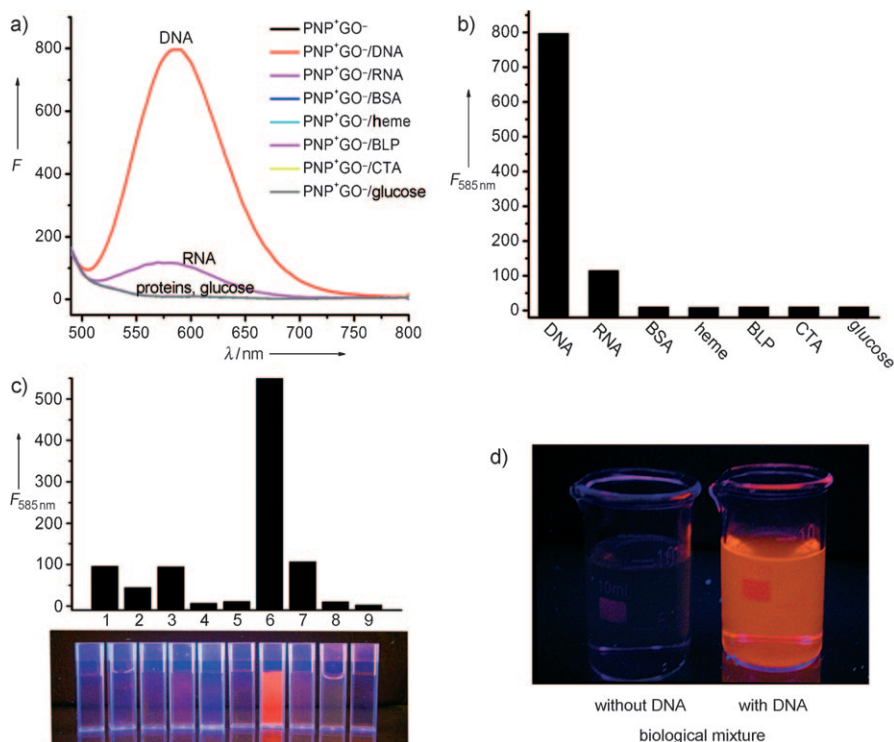 a)
DNA
800
600
400
200
0
F
RNA
proteins, glucose
500
550
600
650
700
750
800
λ/nm
PNP⁺GO⁻
PNP⁺GO⁻/DNA
PNP⁺GO⁻/RNA
PNP⁺GO⁻/BSA
PNP⁺GO⁻/heme
PNP⁺GO⁻/BLP
PNP⁺GO⁻/CTA
PNP⁺GO⁻/glucose
b)
800
700
600
500
400
300
200
100
0
F585 nm
DNA
RNA
BSA
heme
BLP
CTA
glucose
c)
500
400
300
200
100
0
F585 nm
1 2 3 4 5 6 7 8 9
d)
10ml
without DNA
with DNA
biological mixture